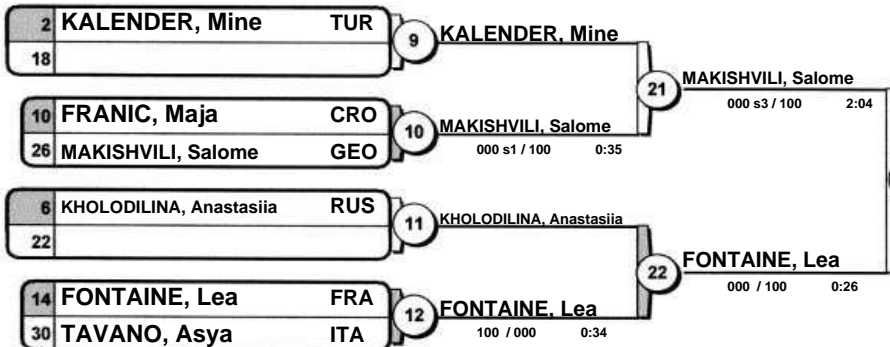 2 KALENDER, Mine TUR
18
9
KALENDER, Mine
10 FRANIC, Maja CRO
26 MAKISHVILI, Salome GEO
10
MAKISHVILI, Salome
000 s1 / 100 0:35
21
MAKISHVILI, Salome
000 s3 / 100 2:04
6 KHOLODILINA, Anastasiia RUS
22
11
KHOLODILINA, Anastasiia
14 FONTAINE, Lea FRA
30 TAVANO, Asya ITA
12
FONTAINE, Lea
100 / 000 0:34
22
FONTAINE, Lea
000 / 100 0:26